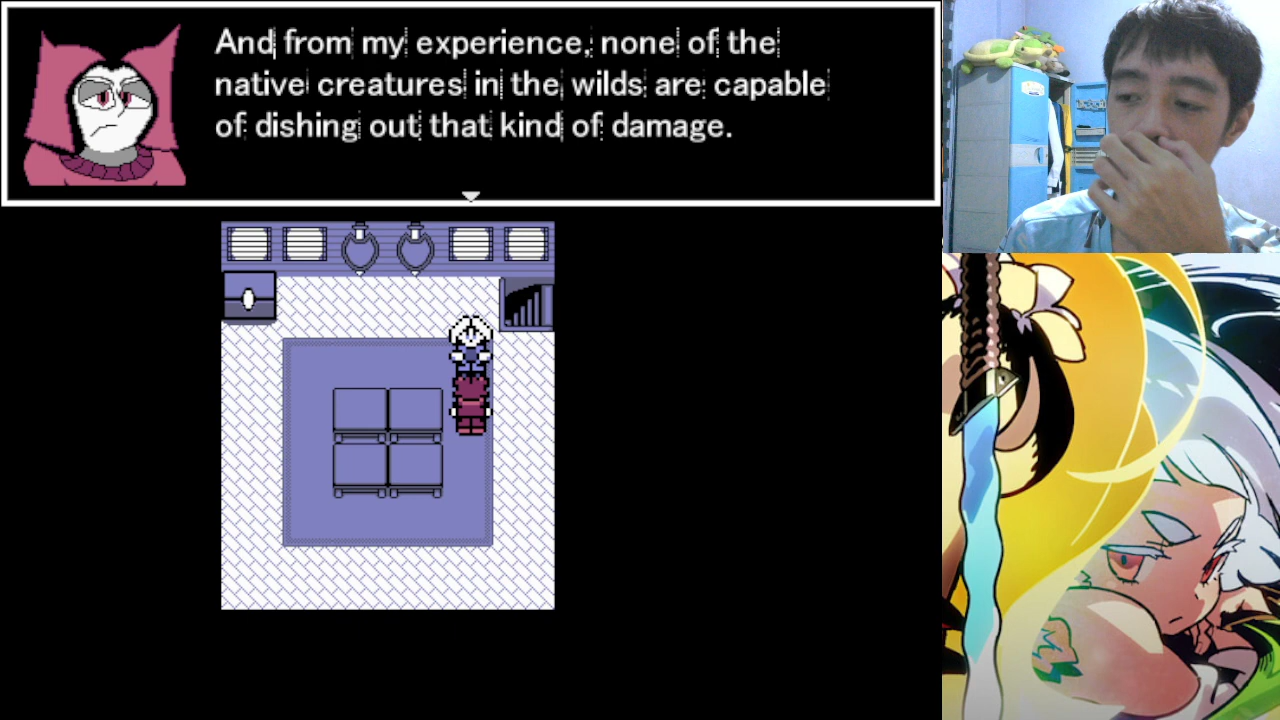 And from my experience, none of the
native creatures in the wilds are capable
of dishing out that kind of damage.